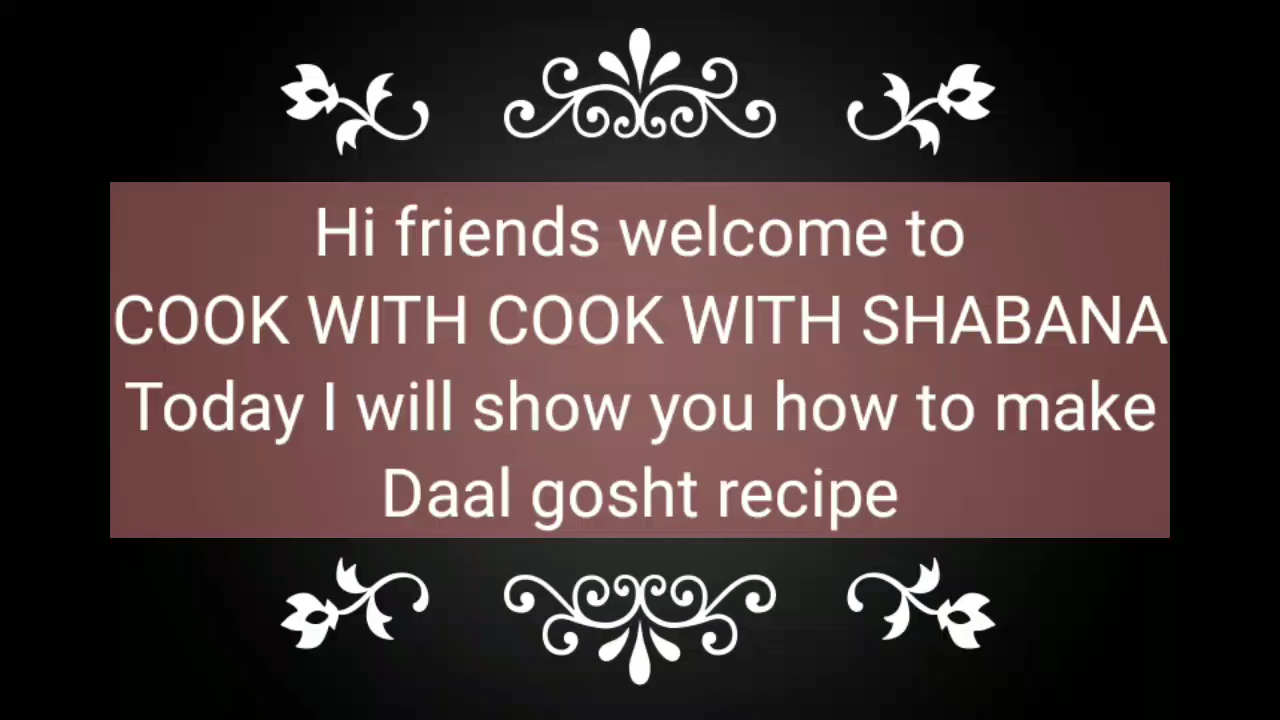 Hi friends welcome to
COOK WITH COOK WITH SHABANA
Today I will show you how to make
Daal gosht recipe